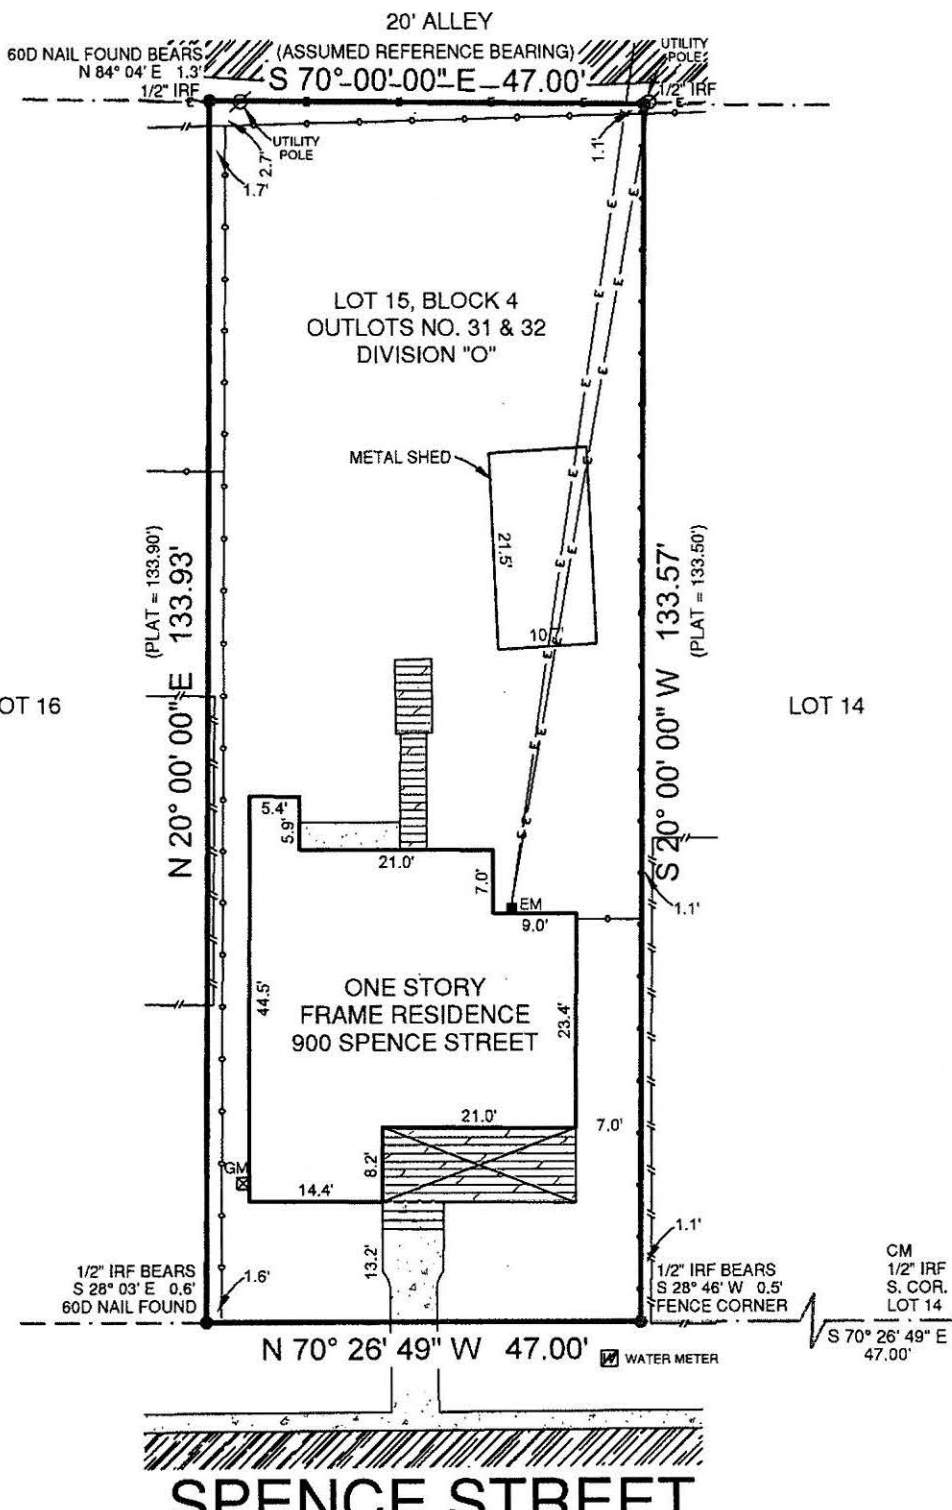 20' ALLEY
(ASSUMED REFERENCE BEARING)
S 70°-00'-00"-E-47.00'
60D NAIL FOUND BEARS
N 84° 04' E 1.3'
1/2" IRF
UTILITY
POLE
1/2" IRF
E
E
UTILITY
POLE
2.7'
1.7'
1.1'
LOT 15, BLOCK 4
OUTLOTS NO. 31 & 32
DIVISION "O"
METAL SHED
21.5'
10
(PLAT = 133.90')
N 20° 00' 00" E 133.93'
S 20° 00' 00" W 133.57'
(PLAT = 133.50')
OT 16
LOT 14
5.4'
5.9'
21.0'
7.0'
EM
9.0'
1.1'
44.5'
ONE STORY
FRAME RESIDENCE
900 SPENCE STREET
23.4'
21.0'
7.0'
8.2'
GM
14.4'
13.2'
1.6'
1.1'
1/2" IRF BEARS
S 28° 03' E 0.6'
60D NAIL FOUND
1/2" IRF BEARS
S 28° 46' W 0.5'
FENCE CORNER
CM
1/2" IRF
S. COR.
LOT 14
S 70° 26' 49" E
47.00'
N 70° 26' 49" W 47.00'
W WATER METER
SPENCE STREET